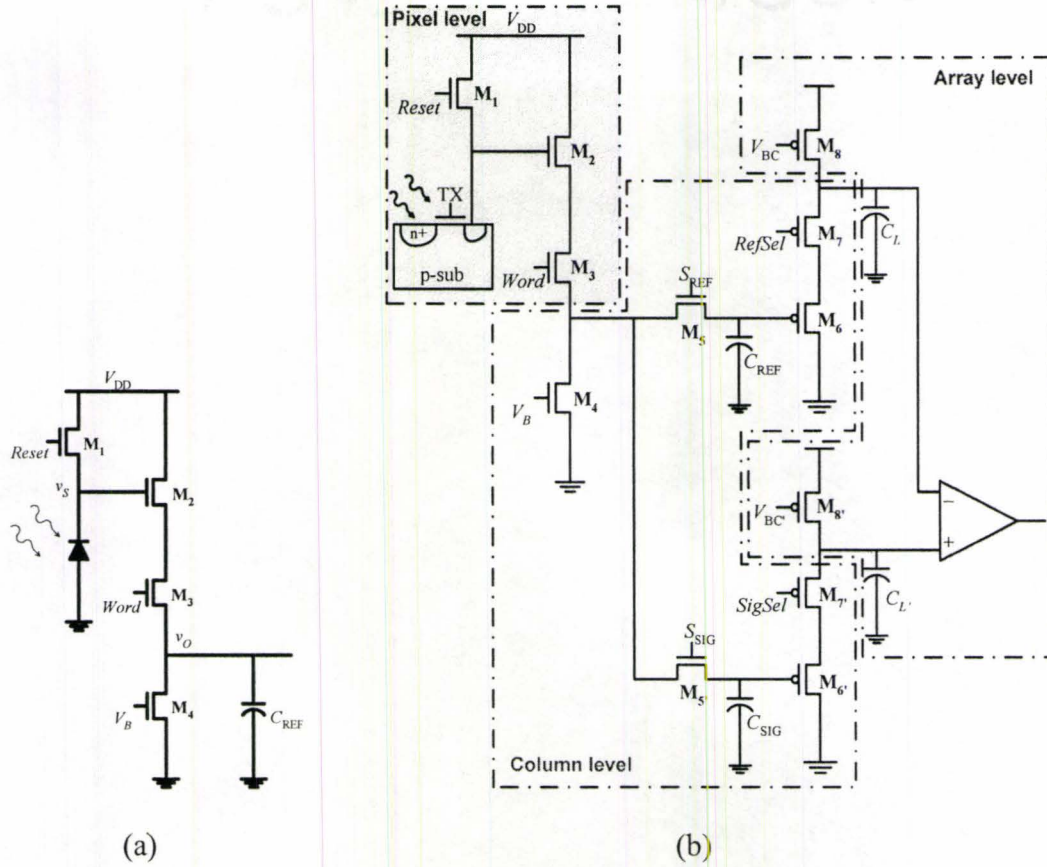 Pixel level
V_DD
Reset
M_1
M_2
TX
n+
p-sub
Word
M_3
V_B
M_4
Array level
V_BC
M_8
RefSel
M_7
C_L
S_REF
M_5
C_REF
M_6
V_BC'
M_8'
SigSel
M_7'
C_L'
S_SIG
M_5'
C_SIG
M_6'
Column level
−
+
V_DD
Reset
M_1
v_S
M_2
Word
M_3
v_O
V_B
M_4
C_REF
(a)
(b)